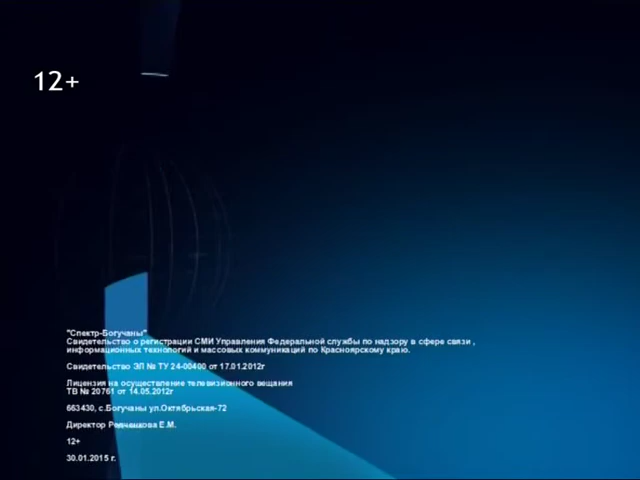 12+
"Спектр-Богучаны"
Свидетельство о регистрации СМИ Управления Федеральной службы по надзору в сфере связи ,
информационных технологий и массовых коммуникаций по Красноярскому краю.
Свидетельство ЭЛ № ТУ 24-00400 от 17.01.2012г
Лицензия на осуществление телевизионного вещания
ТВ № 20761 от 14.05.2012г
663430, с.Богучаны ул.Октябрьская-72
Директор Е.М.
12+
30.01.2015 г.